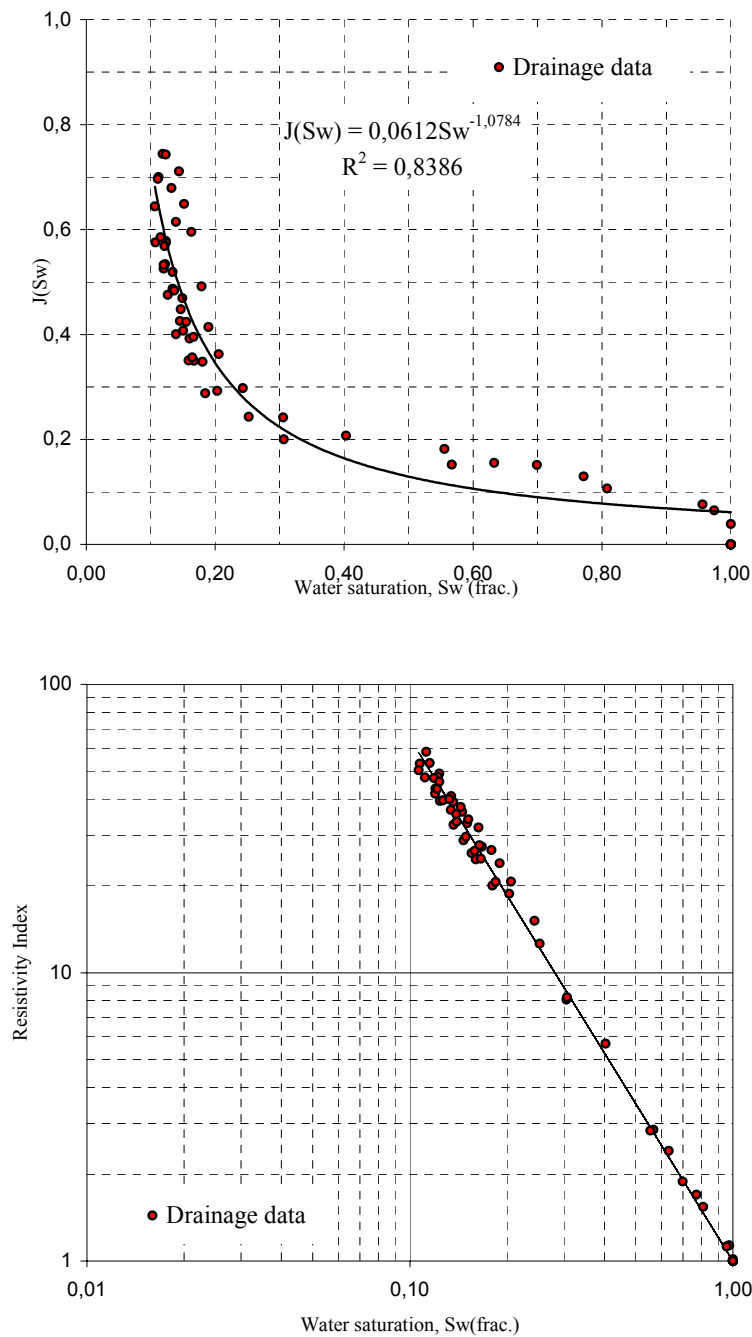 1,0
Drainage data
0,8
J(Sw) = 0,0612Sw^-1,0784
R^2 = 0,8386
0,6
J(Sw)
0,4
0,2
0,0
0,00 0,20 0,40 0,60 0,80 1,00
Water saturation, Sw (frac.)
100
Resistivity Index
10
Drainage data
1
0,01 0,10 1,00
Water saturation, Sw(frac.)